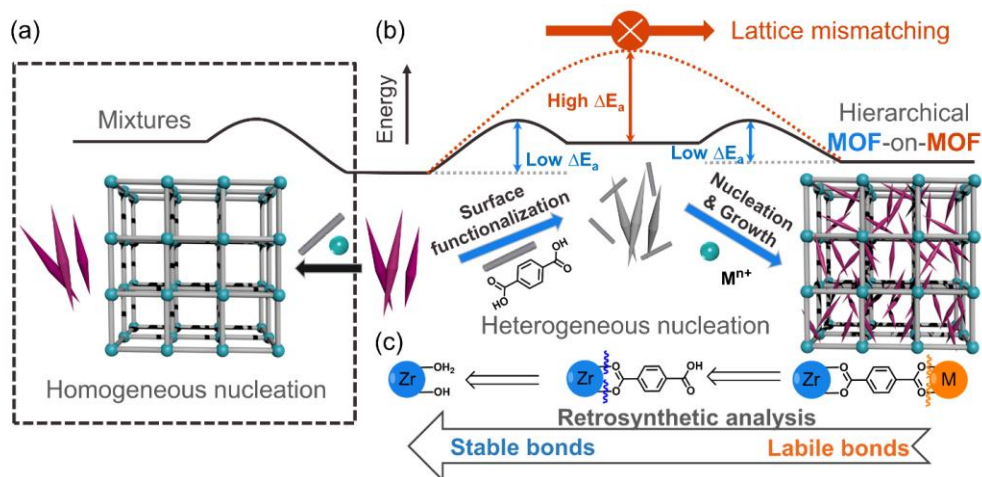 (a)
Mixtures
Homogeneous nucleation
(b)
Energy
Lattice mismatching
High ΔEₐ
Low ΔEₐ
Low ΔEₐ
Hierarchical
MOF-on-MOF
Surface
functionalization
OH
O
O
HO
Nucleation
& Growth
Mⁿ⁺
Heterogeneous nucleation
(c)
Zr
OH₂
OH
Zr
O
O
OH
O
Zr
O
O
O
O
M
Retrosynthetic analysis
Stable bonds
Labile bonds